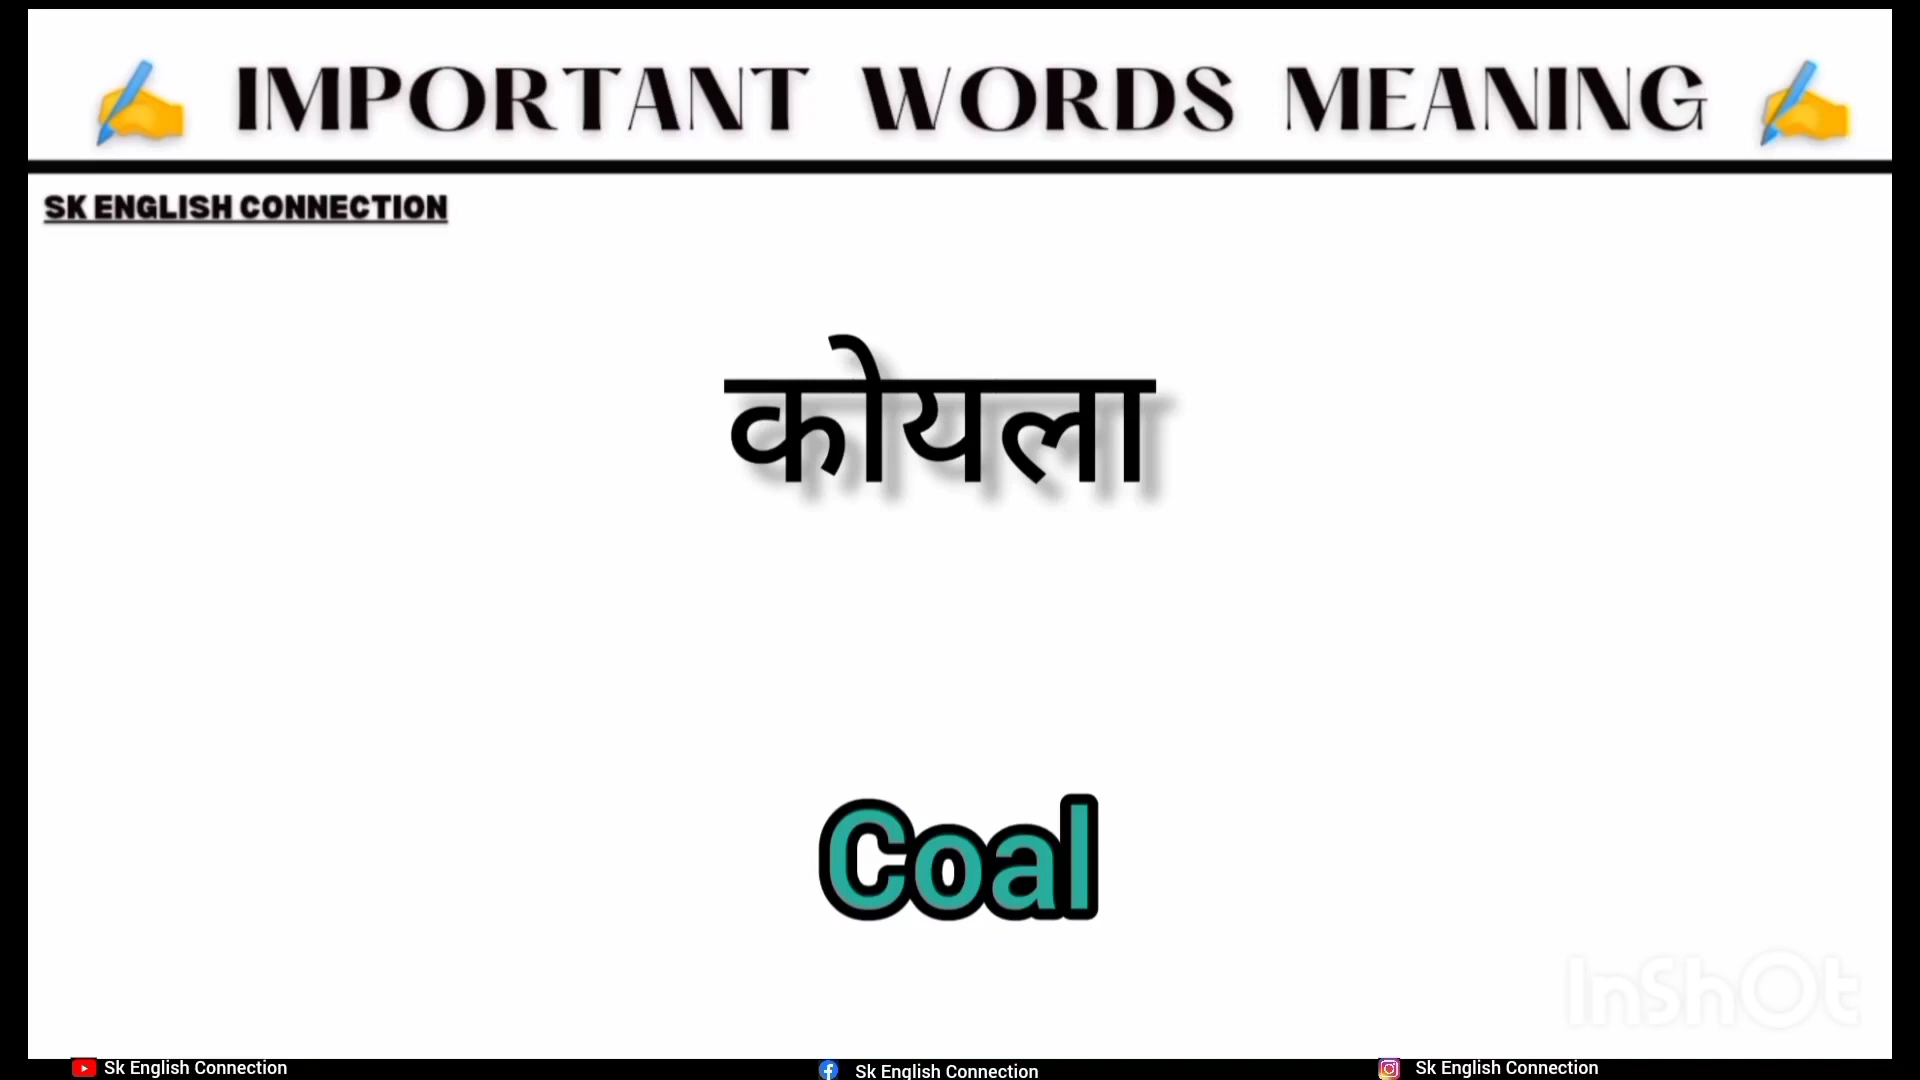 IMPORTANT WORDS MEANING
SK ENGLISH CONNECTION
कोयला
Coal
InShOt
Sk English Connection
Sk English Connection
Sk English Connection